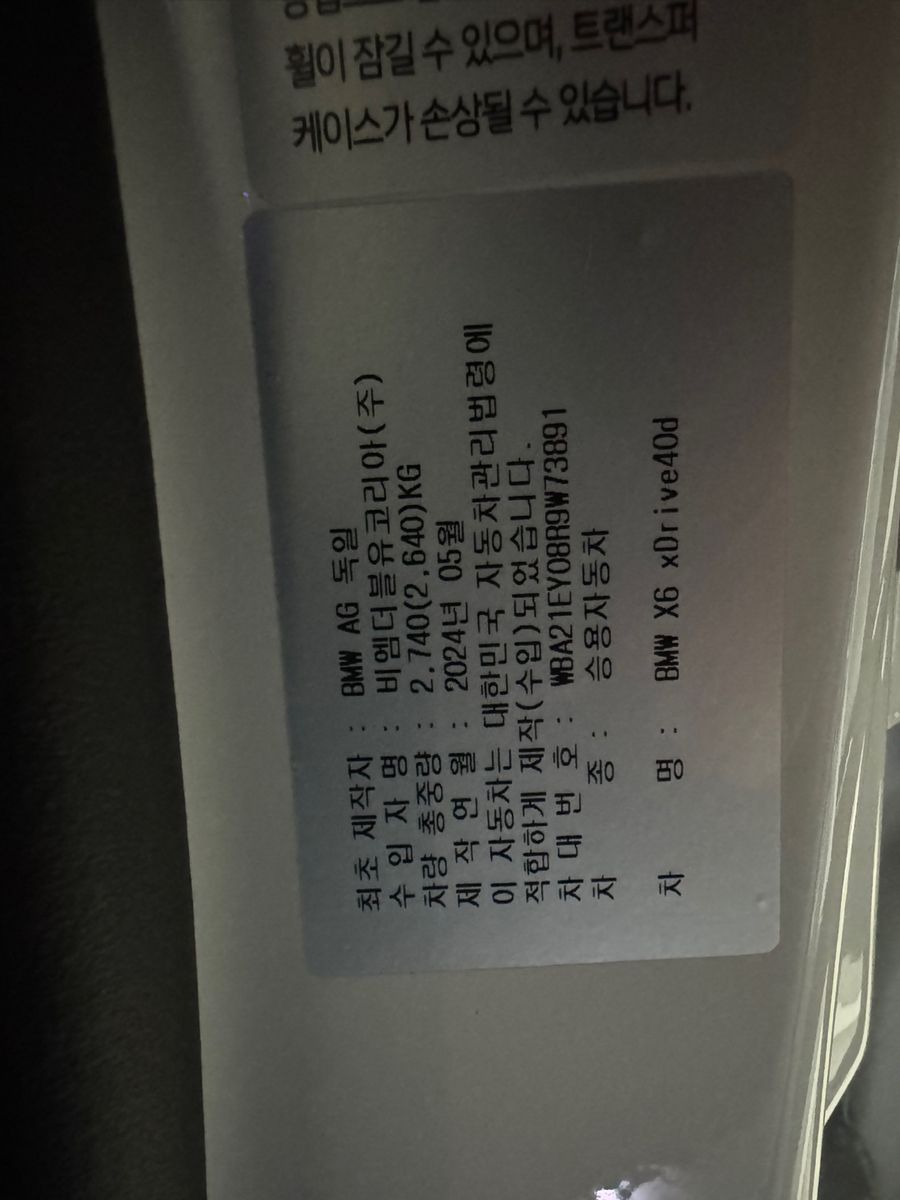 휠이 잠길 수 있으며, 트랜스퍼
케이스가 손상될 수 있습니다.
최초 제작자 : BMW AG 독일
수 입 자 명 : 비엠더블유코리아(주)
차량 총중량 : 2,740(2,640)KG
제 작 연 월 : 2024년 05월
이 자동차는 대한민국 자동차관리법령에
적합하게 제작(수입)되었습니다.
차 대 번 호 : WBA21EY08R9W73891
차 종 : 승용자동차
차 명 : BMW X6 xDrive40d